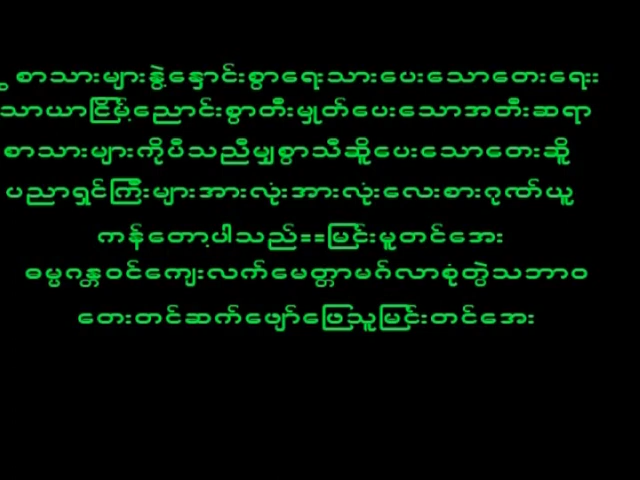 စာသားများနွဲ့နှောင်းစွာရေးသားပေးသောတေးရေး
သာယာငြိမ့်ညောင်းစွာတီးမှုတ်ပေးသောအတီးဆရာ
စာသားများကိုပီသညီမျှစွာသီဆိုပေးသောတေးဆို
ပညာရှင်ကြီးများအားလုံးအားလုံးလေးစားဂုဏ်ယူ
ကန်တော့ပါသည်==မြင်းမူတင်အေး
ဓမ္မဂန္တဝင်ကျေးလက်မေတ္တာမဂ်လာစုံတွဲသဘာဝ
တေးတင်ဆက်ဖျော်ဖြေသူမြင်းတင်အေး